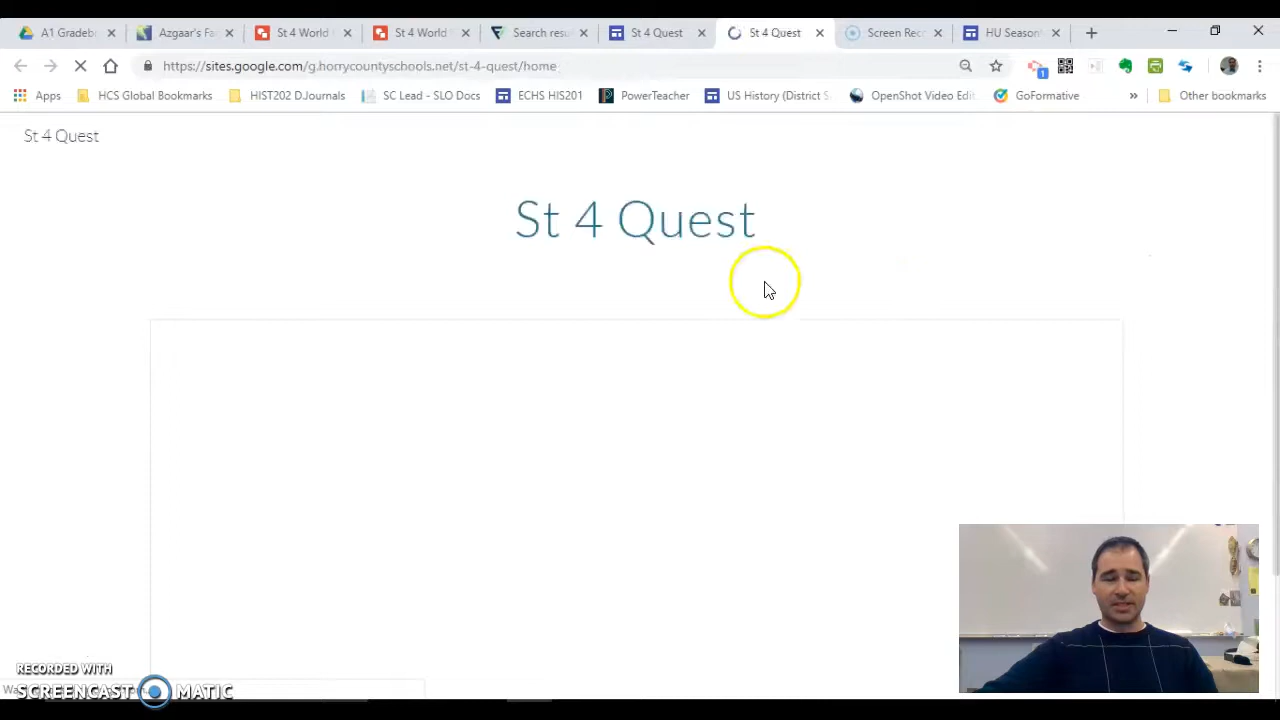 A1 Gradeb
Azgaar's Fa
St 4 World
St 4 World
Search resu
St 4 Quest
St 4 Quest
Screen Rec
HU Season
https://sites.google.com/g.horrycountyschools.net/st-4-quest/home
1
Apps
HCS Global Bookmarks
HIST202 D.Journals
SC Lead - SLO Docs
ECHS HIS201
PowerTeacher
US History (District S
OpenShot Video Edit
GoFormative
Other bookmarks
St 4 Quest
St 4 Quest
RECORDED WITH
SCREENCAST MATIC